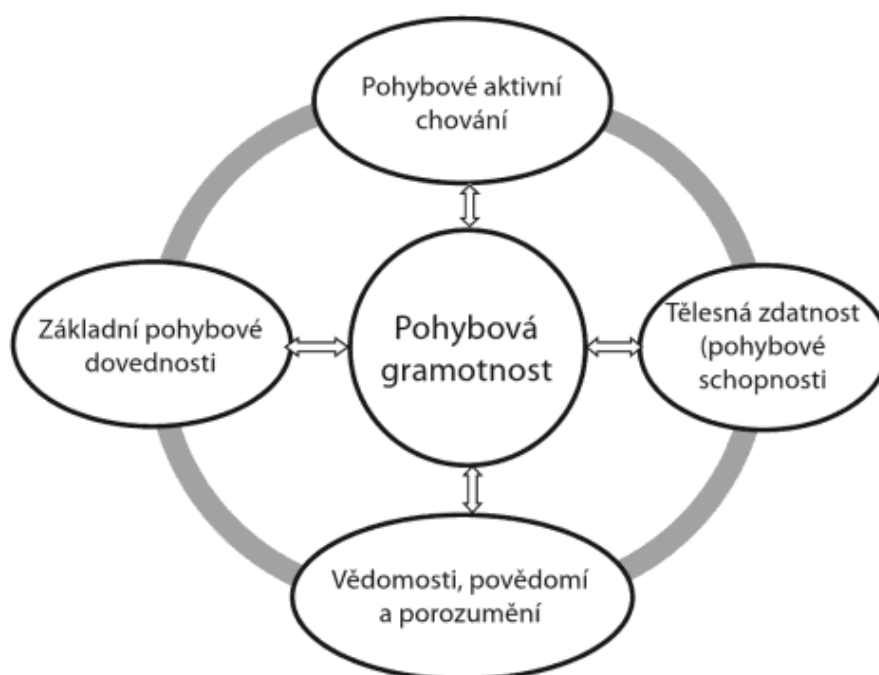 Pohybové aktivní
chování
Základní pohybové
dovednosti
Pohybová
gramotnost
Tělesná zdatnost
(pohybové
schopnosti
Vědomosti, povědomí
a porozumění